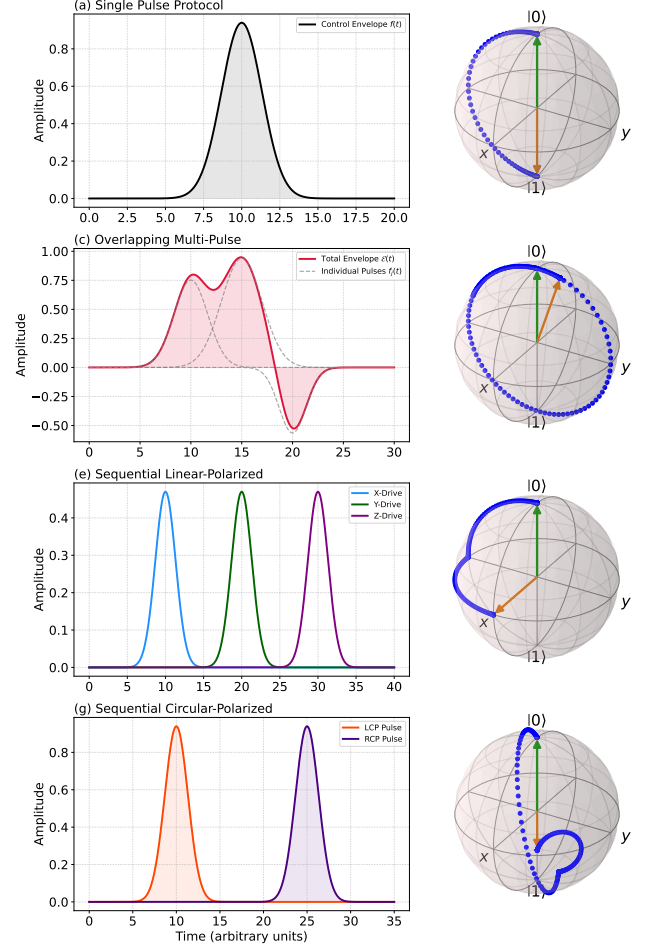 (a) Single Pulse Protocol
Control Envelope f(t)
Amplitude
0.8
0.6
0.4
0.2
0.0
0.0 2.5 5.0 7.5 10.0 12.5 15.0 17.5 20.0
|0⟩
x
y
|1⟩
(c) Overlapping Multi-Pulse
Total Envelope ℰ(t)
Individual Pulses fⱼ(t)
Amplitude
1.00
0.75
0.50
0.25
0.00
−0.25
−0.50
0 5 10 15 20 25 30
|0⟩
x
y
|1⟩
(e) Sequential Linear-Polarized
X-Drive
Y-Drive
Z-Drive
Amplitude
0.4
0.3
0.2
0.1
0.0
0 5 10 15 20 25 30 35 40
|0⟩
x
y
|1⟩
(g) Sequential Circular-Polarized
LCP Pulse
RCP Pulse
Amplitude
0.8
0.6
0.4
0.2
0.0
0 5 10 15 20 25 30 35
Time (arbitrary units)
|0⟩
x
y
|1⟩